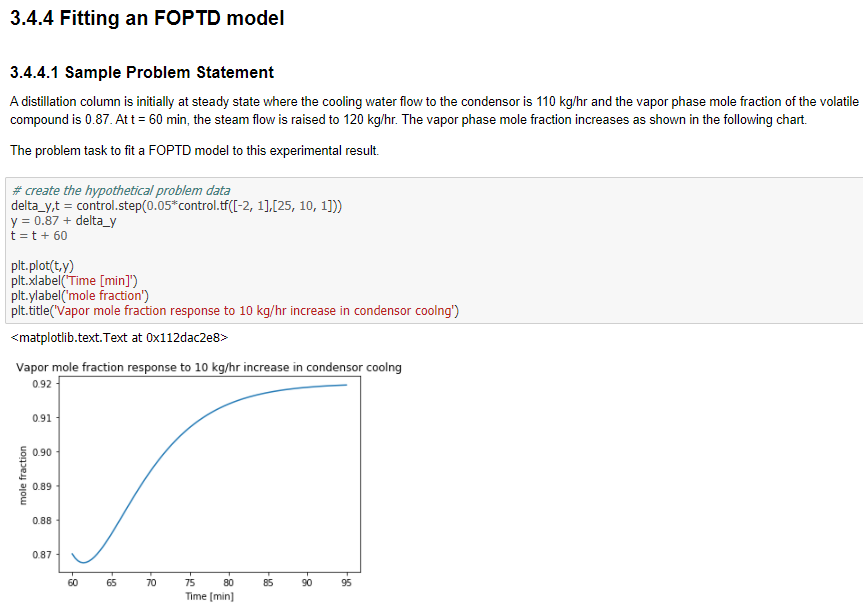 3.4.4 Fitting an FOPTD model
3.4.4.1 Sample Problem Statement
A distillation column is initially at steady state where the cooling water flow to the condensor is 110 kg/hr and the vapor phase mole fraction of the volatile
compound is 0.87. At t = 60 min, the steam flow is raised to 120 kg/hr. The vapor phase mole fraction increases as shown in the following chart.
The problem task to fit a FOPTD model to this experimental result.
# create the hypothetical problem data
delta_y,t = control.step(0.05*control.tf([-2, 1],[25, 10, 1]))
y = 0.87 + delta_y
t = t + 60
plt.plot(t,y)
plt.xlabel('Time [min]')
plt.ylabel('mole fraction')
plt.title('Vapor mole fraction response to 10 kg/hr increase in condensor coolng')
<matplotlib.text.Text at 0x112dac2e8>
Vapor mole fraction response to 10 kg/hr increase in condensor coolng
0.92
0.91
0.90
0.89
0.88
0.87
mole fraction
60 65 70 75 80 85 90 95
Time [min]